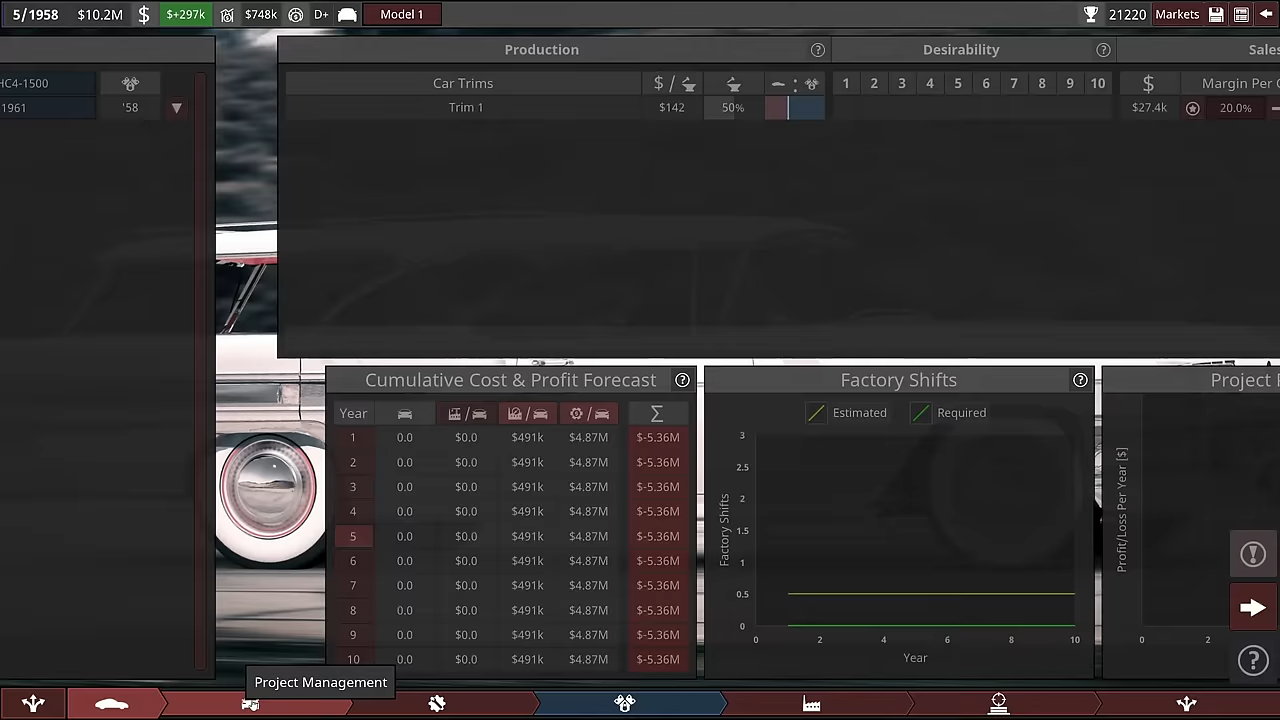 5/1958 $10.2M $ $+297k $748k D+ Model 1 21220 Markets
Production Desirability Sales
HC4-1500
1961 '58
Car Trims $ / : 1 2 3 4 5 6 7 8 9 10 $ Margin Per C
Trim 1 $142 50% $27.4k 20.0%
Cumulative Cost & Profit Forecast
Year / / / Σ
1 0.0 $0.0 $491k $4.87M $-5.36M
2 0.0 $0.0 $491k $4.87M $-5.36M
3 0.0 $0.0 $491k $4.87M $-5.36M
4 0.0 $0.0 $491k $4.87M $-5.36M
5 0.0 $0.0 $491k $4.87M $-5.36M
6 0.0 $0.0 $491k $4.87M $-5.36M
7 0.0 $0.0 $491k $4.87M $-5.36M
8 0.0 $0.0 $491k $4.87M $-5.36M
9 0.0 $0.0 $491k $4.87M $-5.36M
10 0.0 $0.0 $491k $4.87M $-5.36M
Factory Shifts
Estimated Required
Factory Shifts
3
2.5
2
1.5
1
0.5
0
0 2 4 6 8 10
Year
Project
Profit/Loss Per Year [$]
0 2
Project Management